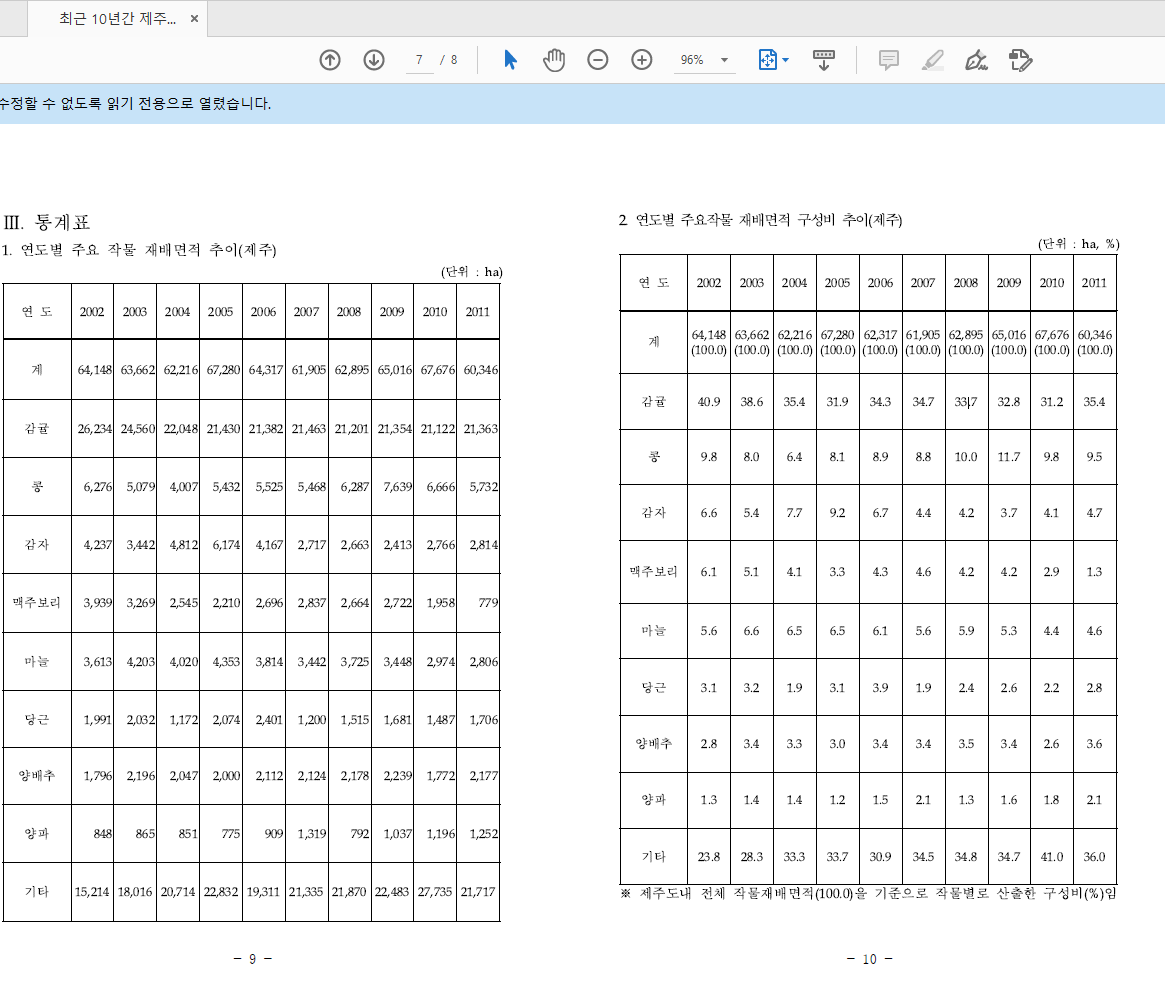 최근 10년간 제주...
7 / 8
96%
수정할 수 없도록 읽기 전용으로 열렸습니다.
Ⅲ. 통계표
1. 연도별 주요 작물 재배면적 추이(제주)
(단위 : ha)
연 도 2002 2003 2004 2005 2006 2007 2008 2009 2010 2011
계 64,148 63,662 62,216 67,280 64,317 61,905 62,895 65,016 67,676 60,346
감귤 26,234 24,560 22,048 21,430 21,382 21,463 21,201 21,354 21,122 21,363
콩 6,276 5,079 4,007 5,432 5,525 5,468 6,287 7,639 6,666 5,732
감자 4,237 3,442 4,812 6,174 4,167 2,717 2,663 2,413 2,766 2,814
맥주보리 3,939 3,269 2,545 2,210 2,696 2,837 2,664 2,722 1,958 779
마늘 3,613 4,203 4,020 4,353 3,814 3,442 3,725 3,448 2,974 2,806
당근 1,991 2,032 1,172 2,074 2,401 1,200 1,515 1,681 1,487 1,706
양배추 1,796 2,196 2,047 2,000 2,112 2,124 2,178 2,239 1,772 2,177
양파 848 865 851 775 909 1,319 792 1,037 1,196 1,252
기타 15,214 18,016 20,714 22,832 19,311 21,335 21,870 22,483 27,735 21,717
- 9 -
2. 연도별 주요작물 재배면적 구성비 추이(제주)
(단위 : ha, %)
연 도 2002 2003 2004 2005 2006 2007 2008 2009 2010 2011
계 64,148 63,662 62,216 67,280 62,317 61,905 62,895 65,016 67,676 60,346
(100.0) (100.0) (100.0) (100.0) (100.0) (100.0) (100.0) (100.0) (100.0) (100.0)
감귤 40.9 38.6 35.4 31.9 34.3 34.7 33.7 32.8 31.2 35.4
콩 9.8 8.0 6.4 8.1 8.9 8.8 10.0 11.7 9.8 9.5
감자 6.6 5.4 7.7 9.2 6.7 4.4 4.2 3.7 4.1 4.7
맥주보리 6.1 5.1 4.1 3.3 4.3 4.6 4.2 4.2 2.9 1.3
마늘 5.6 6.6 6.5 6.5 6.1 5.6 5.9 5.3 4.4 4.6
당근 3.1 3.2 1.9 3.1 3.9 1.9 2.4 2.6 2.2 2.8
양배추 2.8 3.4 3.3 3.0 3.4 3.4 3.5 3.4 2.6 3.6
양파 1.3 1.4 1.4 1.2 1.5 2.1 1.3 1.6 1.8 2.1
기타 23.8 28.3 33.3 33.7 30.9 34.5 34.8 34.7 41.0 36.0
※ 제주도내 전체 작물재배면적(100.0)을 기준으로 작물별로 산출한 구성비(%)임
- 10 -